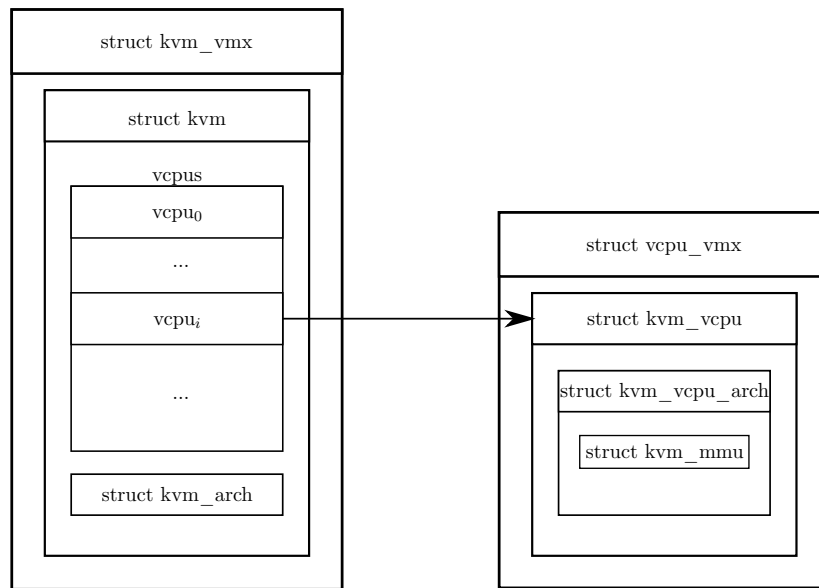 struct kvm_vmx
struct kvm
vcpus
vcpu₀
...
vcpuᵢ
...
struct kvm_arch
struct vcpu_vmx
struct kvm_vcpu
struct kvm_vcpu_arch
struct kvm_mmu